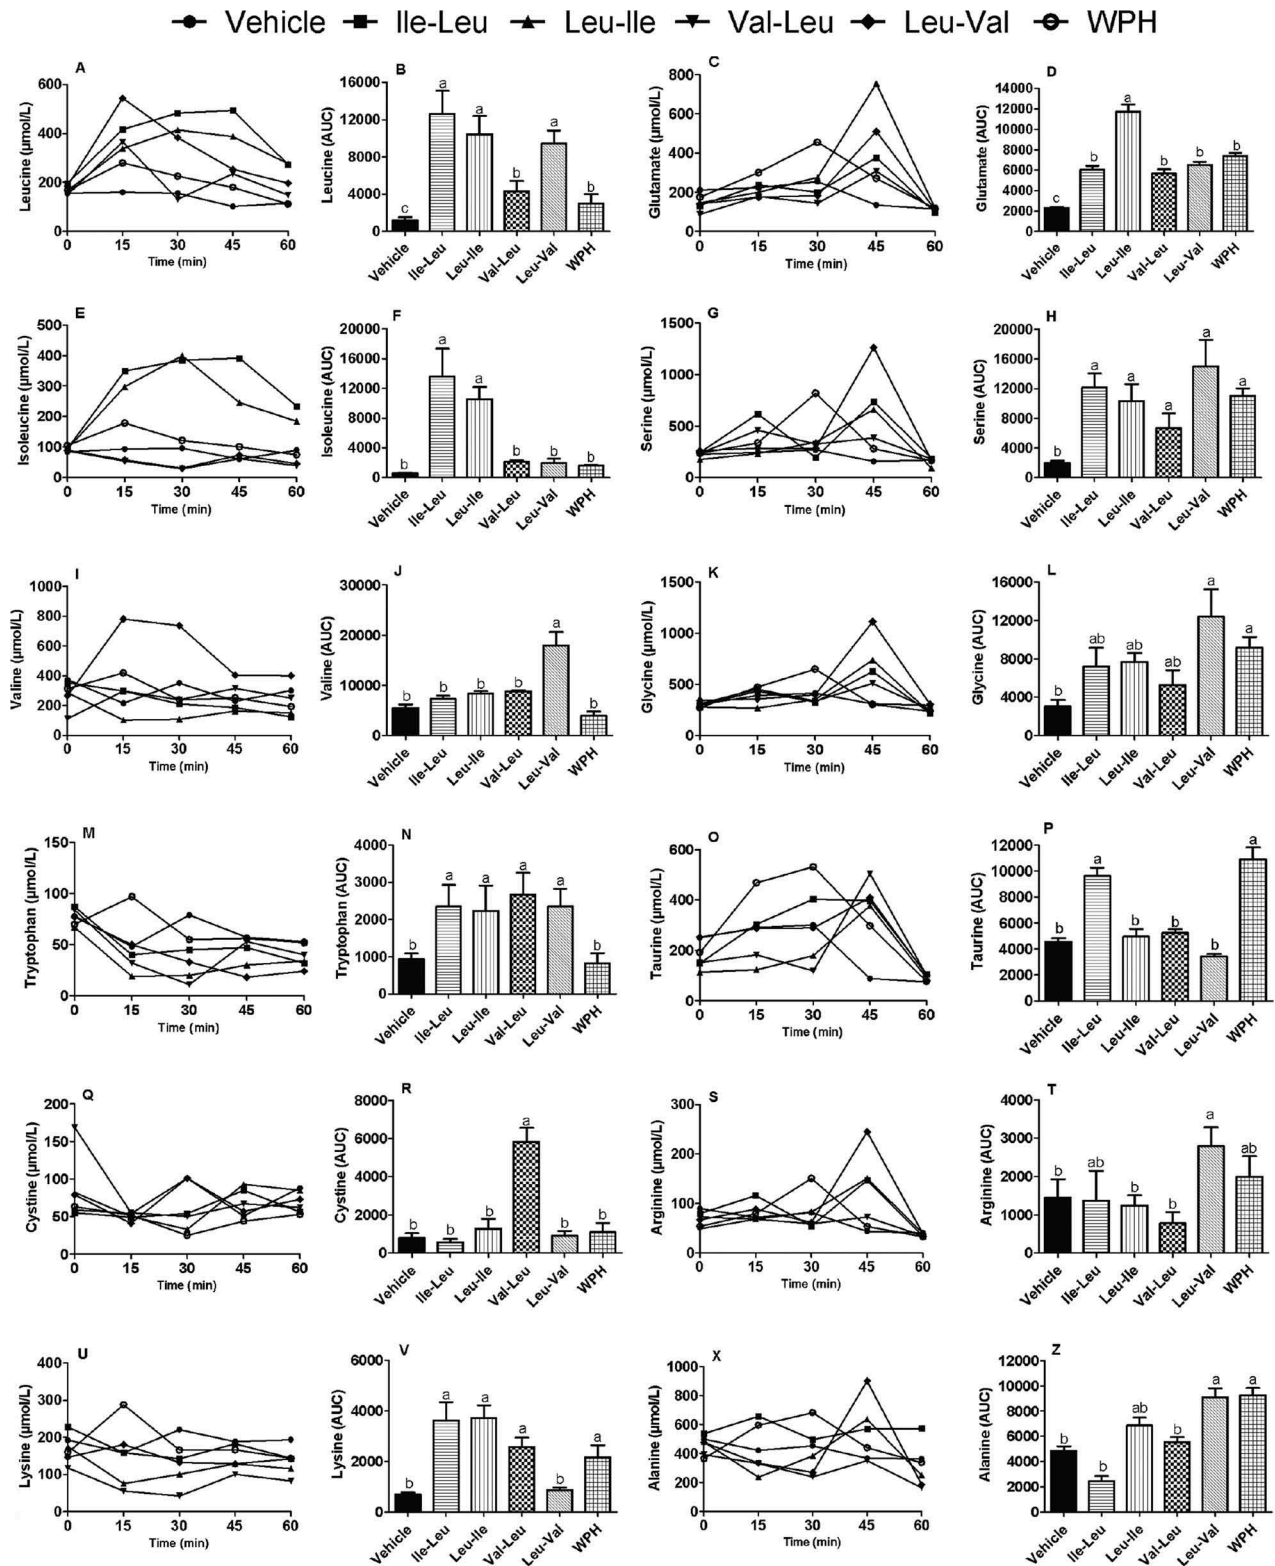 Vehicle Ile-Leu Leu-Ile Val-Leu Leu-Val WPH
A
Leucine (µmol/L)
600
400
200
0
0 15 30 45 60
Time (min)
B
Leucine (AUC)
16000
12000
8000
4000
0
c a a b a b
Vehicle Ile-Leu Leu-Ile Val-Leu Leu-Val WPH
C
Glutamate (µmol/L)
800
600
400
200
0
0 15 30 45 60
Time (min)
D
Glutamate (AUC)
14000
12000
10000
8000
6000
4000
2000
0
c b a b b b
Vehicle Ile-Leu Leu-Ile Val-Leu Leu-Val WPH
E
Isoleucine (µmol/L)
500
400
300
200
100
0
0 15 30 45 60
Time (min)
F
Isoleucine (AUC)
20000
16000
12000
8000
4000
0
b a a b b b
Vehicle Ile-Leu Leu-Ile Val-Leu Leu-Val WPH
G
Serine (µmol/L)
1500
1000
500
0
0 15 30 45 60
Time (min)
H
Serine (AUC)
20000
16000
12000
8000
4000
0
b a a a a a
Vehicle Ile-Leu Leu-Ile Val-Leu Leu-Val WPH
I
Valine (µmol/L)
1000
800
600
400
200
0
0 15 30 45 60
Time (min)
J
Valine (AUC)
30000
20000
10000
0
b b b b a b
Vehicle Ile-Leu Leu-Ile Val-Leu Leu-Val WPH
K
Glycine (µmol/L)
1500
1000
500
0
0 15 30 45 60
Time (min)
L
Glycine (AUC)
16000
12000
8000
4000
0
b ab ab ab a a
Vehicle Ile-Leu Leu-Ile Val-Leu Leu-Val WPH
M
Tryptophan (µmol/L)
150
100
50
0
0 15 30 45 60
Time (min)
N
Tryptophan (AUC)
4000
3000
2000
1000
0
b a a a a b
Vehicle Ile-Leu Leu-Ile Val-Leu Leu-Val WPH
O
Taurine (µmol/L)
600
400
200
0
0 15 30 45 60
Time (min)
P
Taurine (AUC)
12000
10000
8000
6000
4000
2000
0
b a b b b a
Vehicle Ile-Leu Leu-Ile Val-Leu Leu-Val WPH
Q
Cystine (µmol/L)
200
150
100
50
0
0 15 30 45 60
Time (min)
R
Cystine (AUC)
8000
6000
4000
2000
0
b b b a b b
Vehicle Ile-Leu Leu-Ile Val-Leu Leu-Val WPH
S
Arginine (µmol/L)
300
200
100
0
0 15 30 45 60
Time (min)
T
Arginine (AUC)
4000
3000
2000
1000
0
b ab b b a ab
Vehicle Ile-Leu Leu-Ile Val-Leu Leu-Val WPH
U
Lysine (µmol/L)
400
300
200
100
0
0 15 30 45 60
Time (min)
V
Lysine (AUC)
6000
4000
2000
0
b a a a b a
Vehicle Ile-Leu Leu-Ile Val-Leu Leu-Val WPH
X
Alanine (µmol/L)
1000
800
600
400
200
0
0 15 30 45 60
Time (min)
Z
Alanine (AUC)
12000
10000
8000
6000
4000
2000
0
b b ab b a a
Vehicle Ile-Leu Leu-Ile Val-Leu Leu-Val WPH